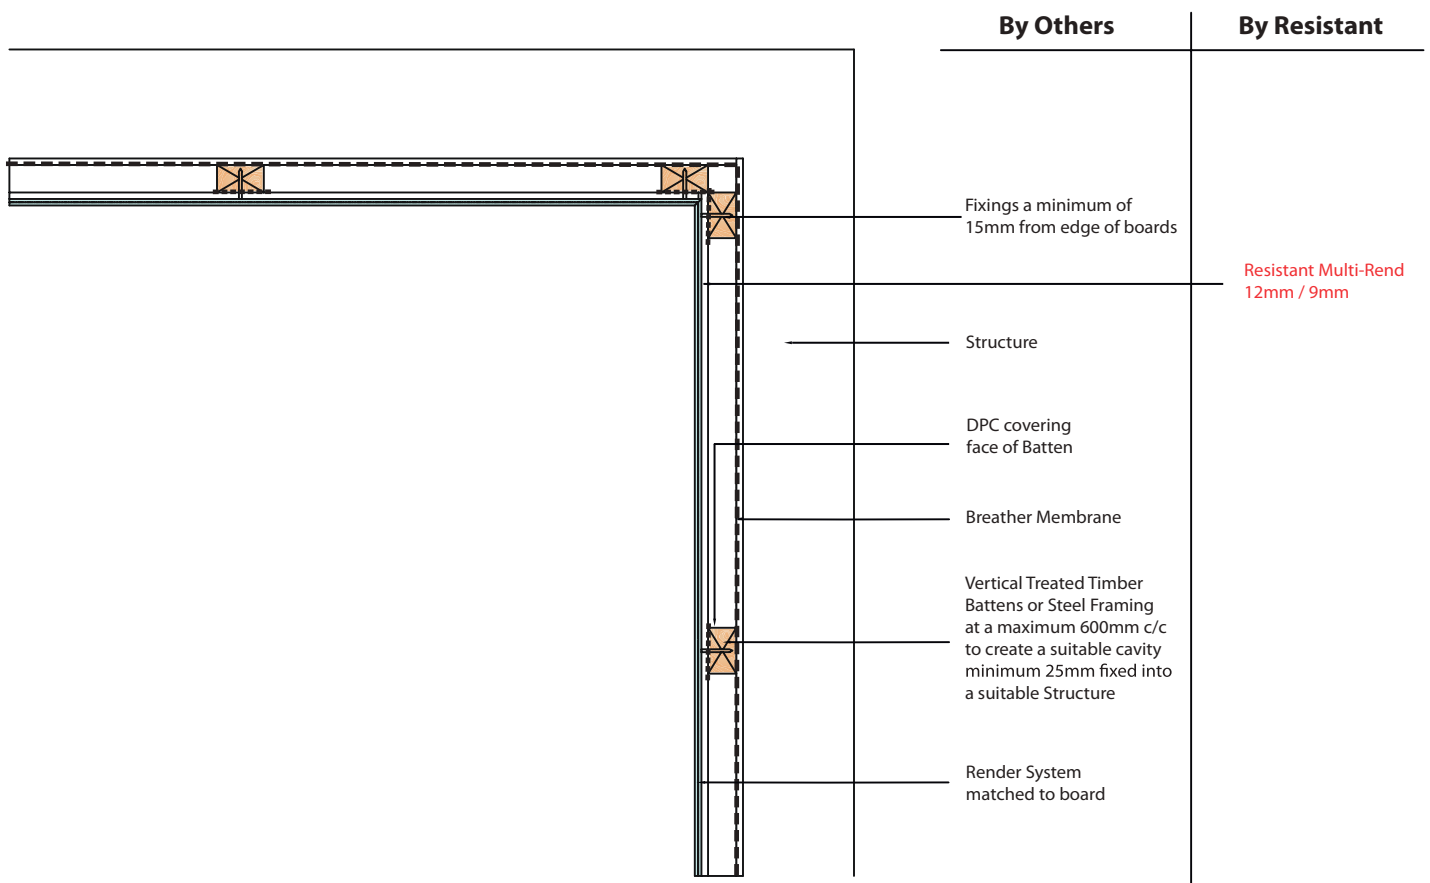 By Others
By Resistant
Fixings a minimum of
15mm from edge of boards
Resistant Multi-Rend
12mm / 9mm
Structure
DPC covering
face of Batten
Breather Membrane
Vertical Treated Timber
Battens or Steel Framing
at a maximum 600mm c/c
to create a suitable cavity
minimum 25mm fixed into
a suitable Structure
Render System
matched to board